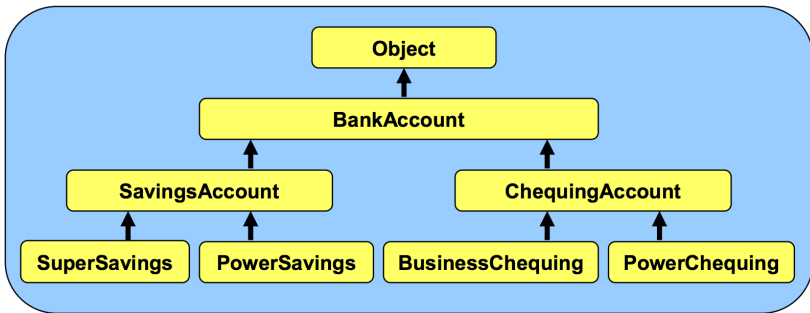 Object
BankAccount
SavingsAccount
ChequingAccount
SuperSavings
PowerSavings
BusinessChequing
PowerChequing